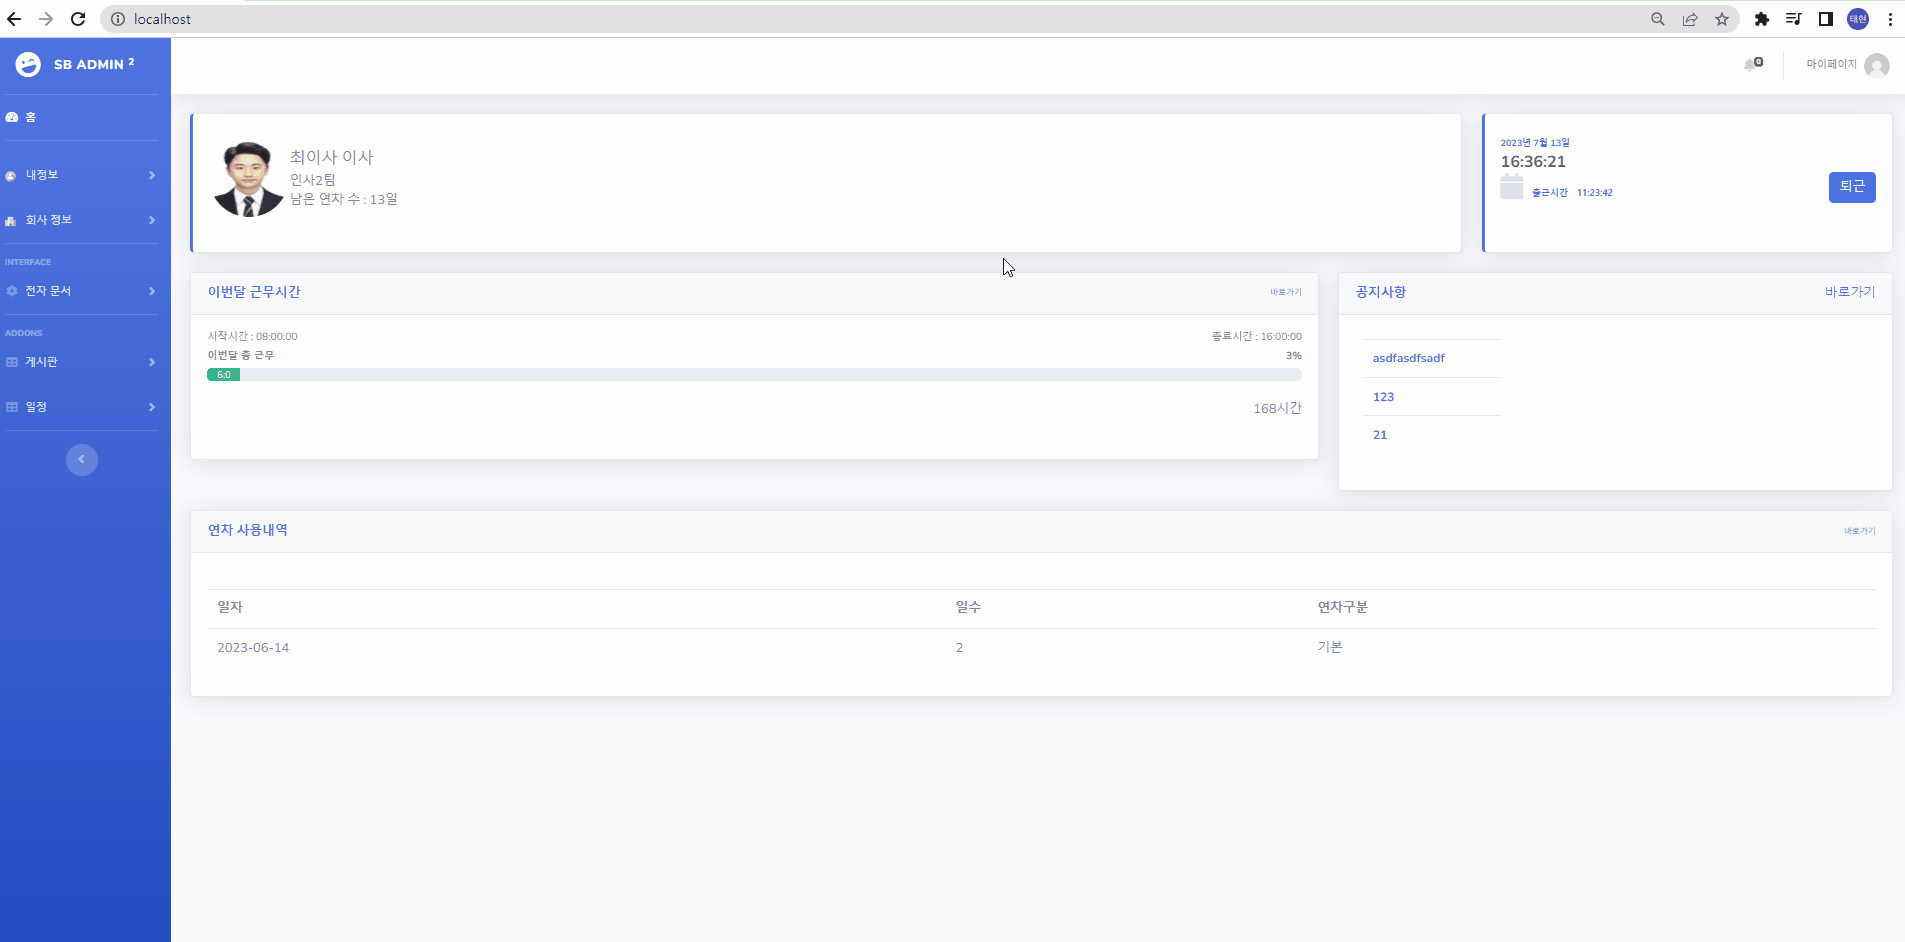 localhost
태현
SB ADMIN 2
0
마이페이지
홈
내정보
회사 정보
INTERFACE
전자 문서
ADDONS
게시판
일정
최이사 이사
인사2팀
남은 연차 수 : 13일
2023년 7월 13일
16:36:21
출근시간 11:23:42
퇴근
이번달 근무시간
바로가기
시작시간 : 08:00:00
종료시간 : 16:00:00
이번달 총 근무
3%
6:0
168시간
공지사항
바로가기
asdfasdfsadf
123
21
연차 사용내역
바로가기
일자 일수 연차구분
2023-06-14 2 기본